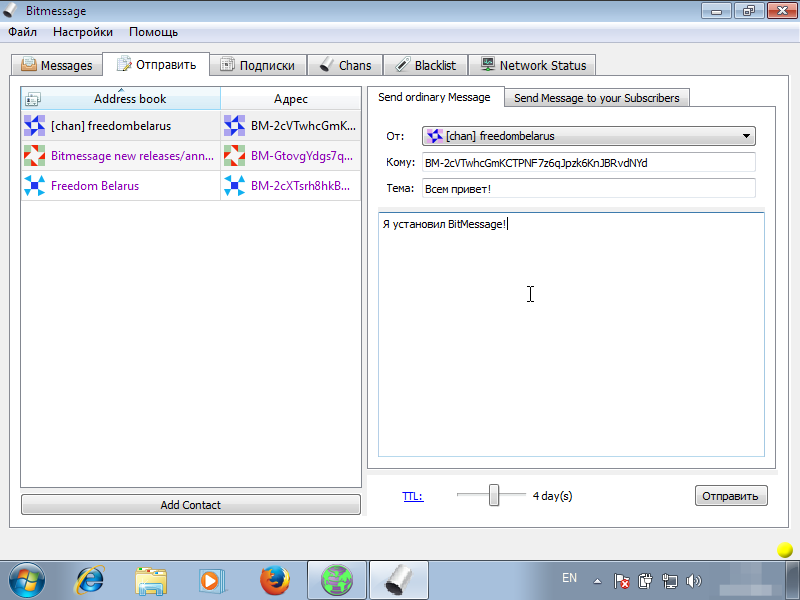 Bitmessage
Файл Настройки Помощь
Messages Отправить Подписки Chans Blacklist Network Status
Address book Адрес
[chan] freedombelarus BM-2cVTwhcGmK...
Bitmessage new releases/ann... BM-GtovgYdgs7q...
Freedom Belarus BM-2cXTsrh8hkB...
Add Contact
Send ordinary Message Send Message to your Subscribers
От: [chan] freedombelarus
Кому: BM-2cVTwhcGmKCTPNF7z6qJpzk6KnJBRvdNYd
Тема: Всем привет!
Я установил BitMessage!
TTL: 4 day(s) Отправить
EN